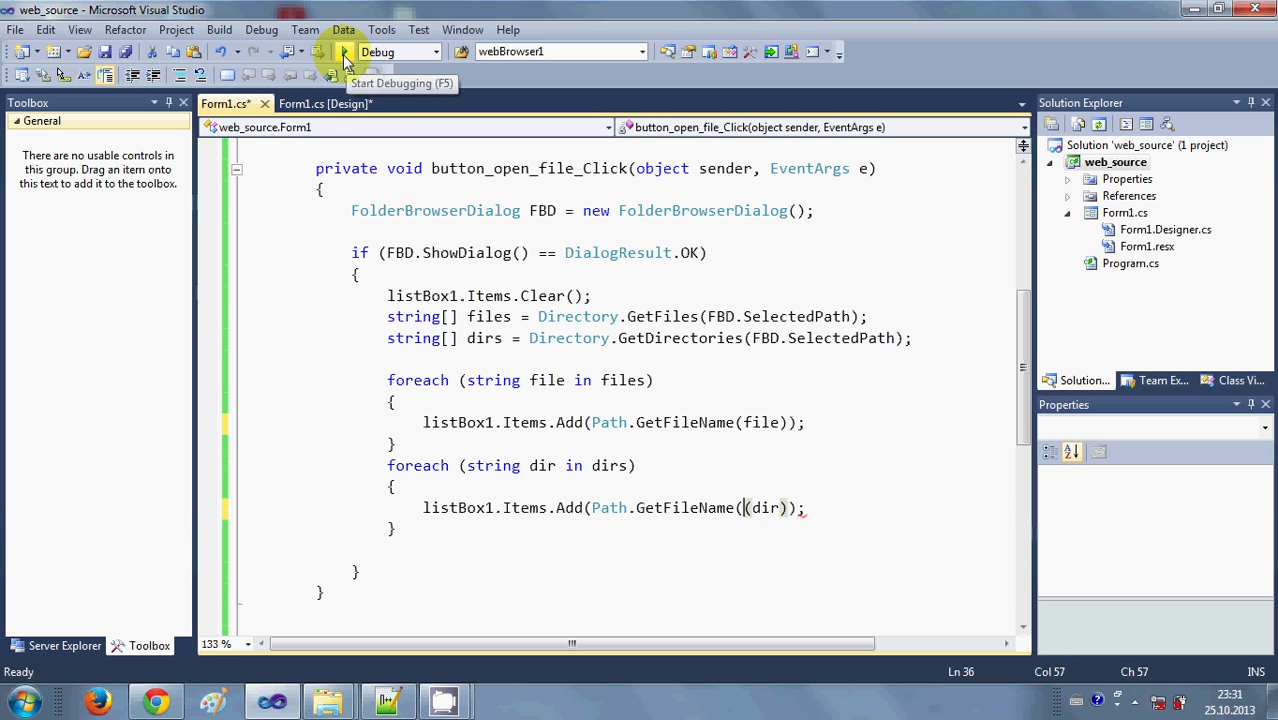 web_source - Microsoft Visual Studio
File Edit View Refactor Project Build Debug Team Data Tools Test Window Help
Debug webBrowser1
Start Debugging (F5)
Toolbox
General
There are no usable controls in
this group. Drag an item onto
this text to add it to the toolbox.
Form1.cs* Form1.cs [Design]*
web_source.Form1 button_open_file_Click(object sender, EventArgs e)
private void button_open_file_Click(object sender, EventArgs e)
{
FolderBrowserDialog FBD = new FolderBrowserDialog();
if (FBD.ShowDialog() == DialogResult.OK)
{
listBox1.Items.Clear();
string[] files = Directory.GetFiles(FBD.SelectedPath);
string[] dirs = Directory.GetDirectories(FBD.SelectedPath);
foreach (string file in files)
{
listBox1.Items.Add(Path.GetFileName(file));
}
foreach (string dir in dirs)
{
listBox1.Items.Add(Path.GetFileName((dir));
}
}
}
133 %
Solution Explorer
Solution 'web_source' (1 project)
web_source
Properties
References
Form1.cs
Form1.Designer.cs
Form1.resx
Program.cs
Solution... Team Ex... Class Vi...
Properties
Server Explorer Toolbox
Ready Ln 36 Col 57 Ch 57 INS
23:31
25.10.2013